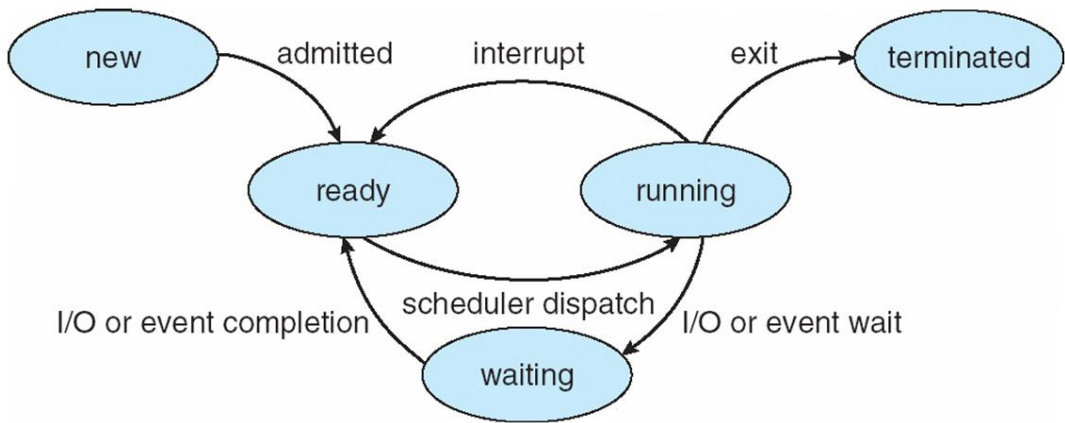 admitted
interrupt
exit
new
terminated
ready
running
scheduler dispatch
I/O or event completion
I/O or event wait
waiting